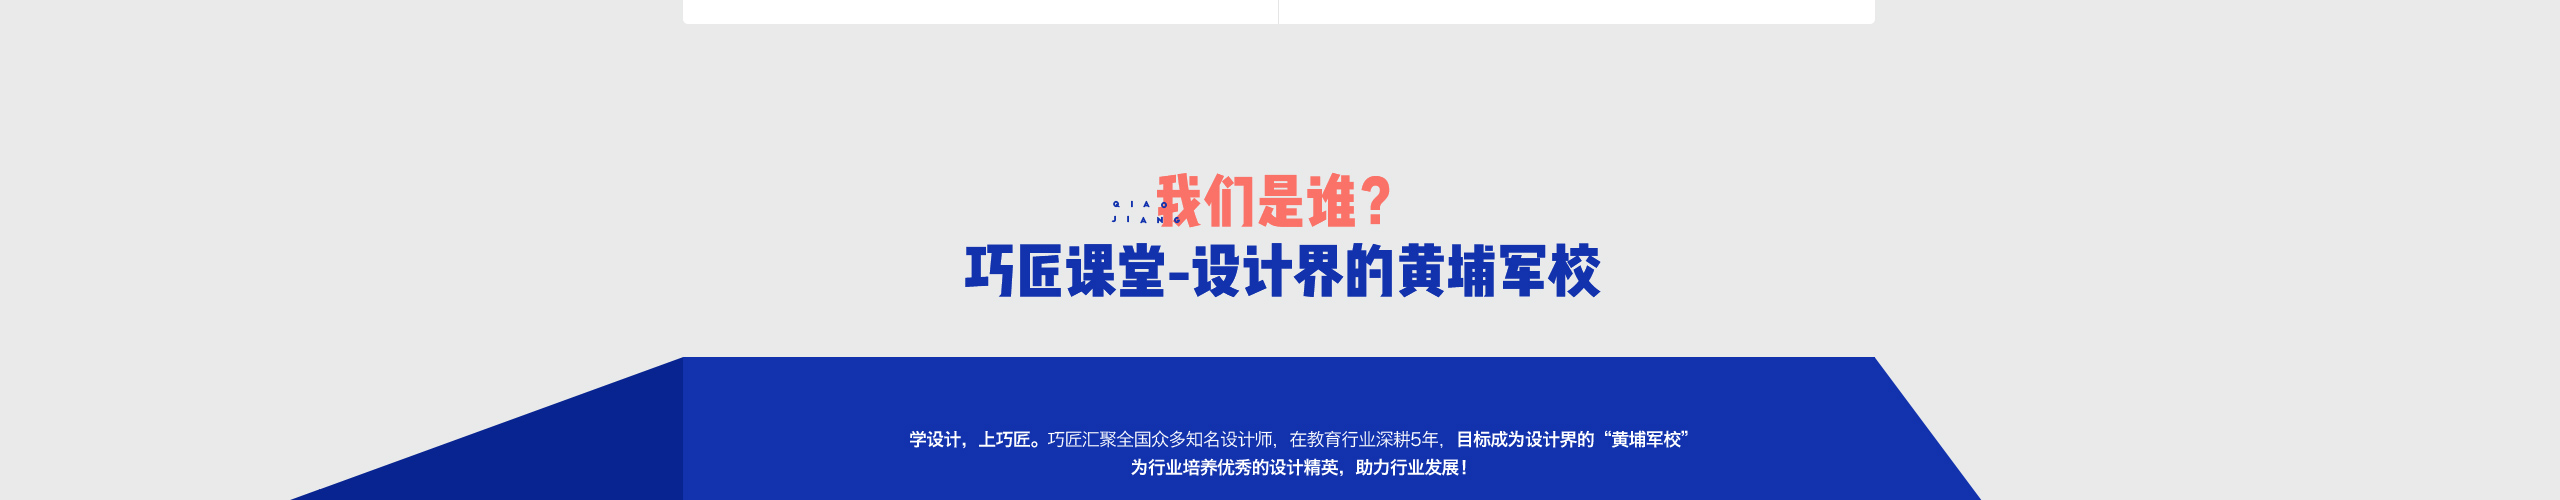 我们是谁?
QIAO
JIANG
巧匠课堂-设计界的黄埔军校
学设计，上巧匠。巧匠汇聚全国众多知名设计师，在教育行业深耕5年，目标成为设计界的“黄埔军校”
为行业培养优秀的设计精英，助力行业发展！